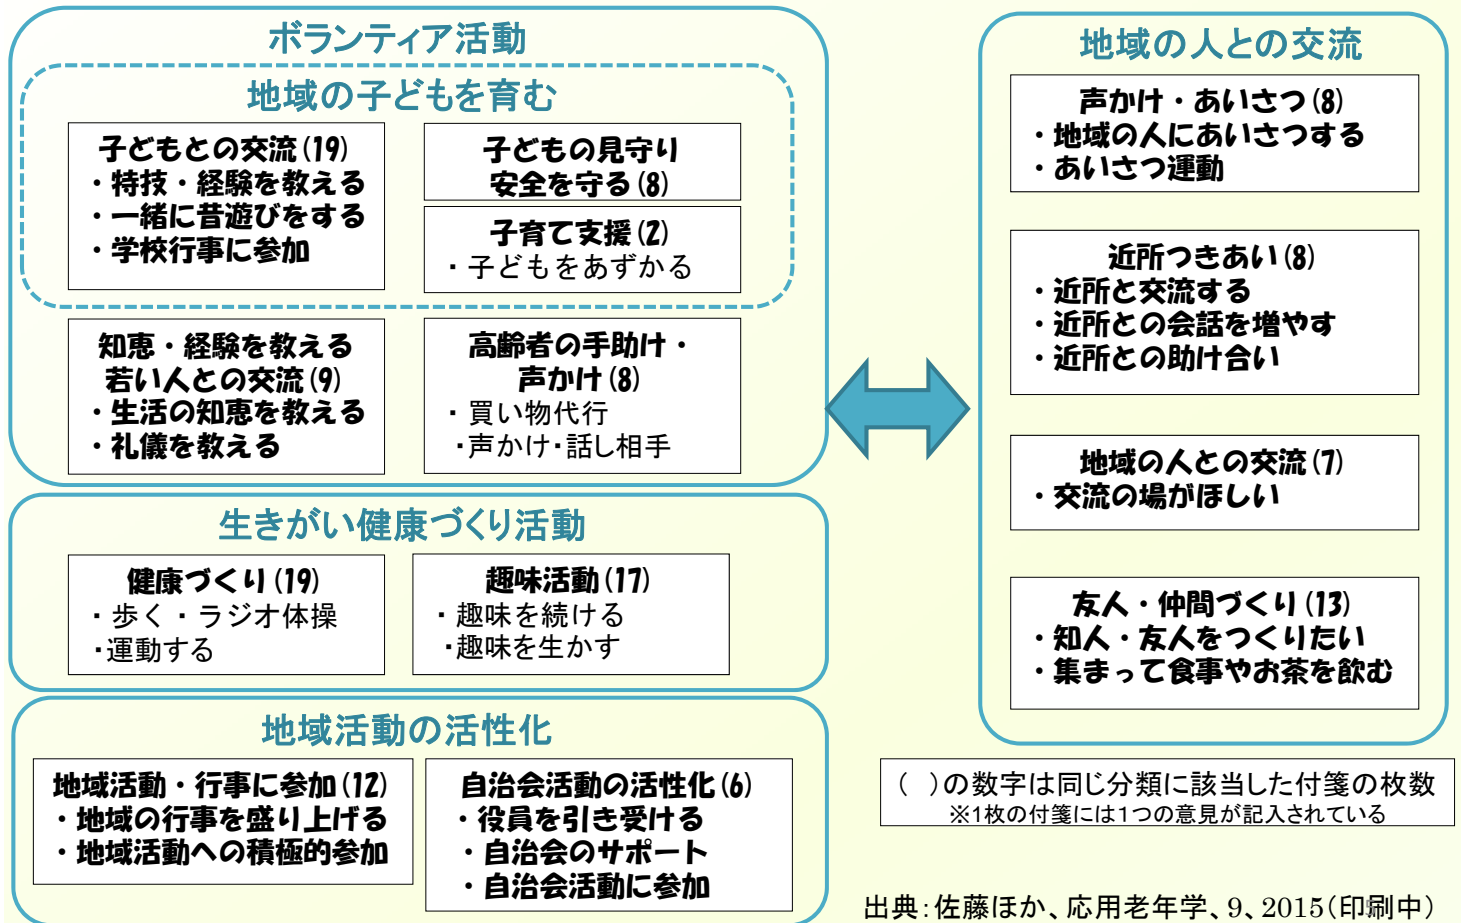 ボランティア活動
地域の子どもを育む
子どもとの交流(19)
・特技・経験を教える
・一緒に昔遊びをする
・学校行事に参加
子どもの見守り
安全を守る(8)
子育て支援(2)
・子どもをあずかる
知恵・経験を教える
若い人との交流(9)
・生活の知恵を教える
・礼儀を教える
高齢者の手助け・
声かけ(8)
・買い物代行
・声かけ・話し相手
生きがい健康づくり活動
健康づくり(19)
・歩く・ラジオ体操
・運動する
趣味活動(17)
・趣味を続ける
・趣味を生かす
地域活動の活性化
地域活動・行事に参加(12)
・地域の行事を盛り上げる
・地域活動への積極的参加
自治会活動の活性化(6)
・役員を引き受ける
・自治会のサポート
・自治会活動に参加
地域の人との交流
声かけ・あいさつ(8)
・地域の人にあいさつする
・あいさつ運動
近所つきあい(8)
・近所と交流する
・近所との会話を増やす
・近所との助け合い
地域の人との交流(7)
・交流の場がほしい
友人・仲間づくり(13)
・知人・友人をつくりたい
・集まって食事やお茶を飲む
(　)の数字は同じ分類に該当した付箋の枚数
※1枚の付箋には1つの意見が記入されている
出典:佐藤ほか、応用老年学、9、2015(印刷中)